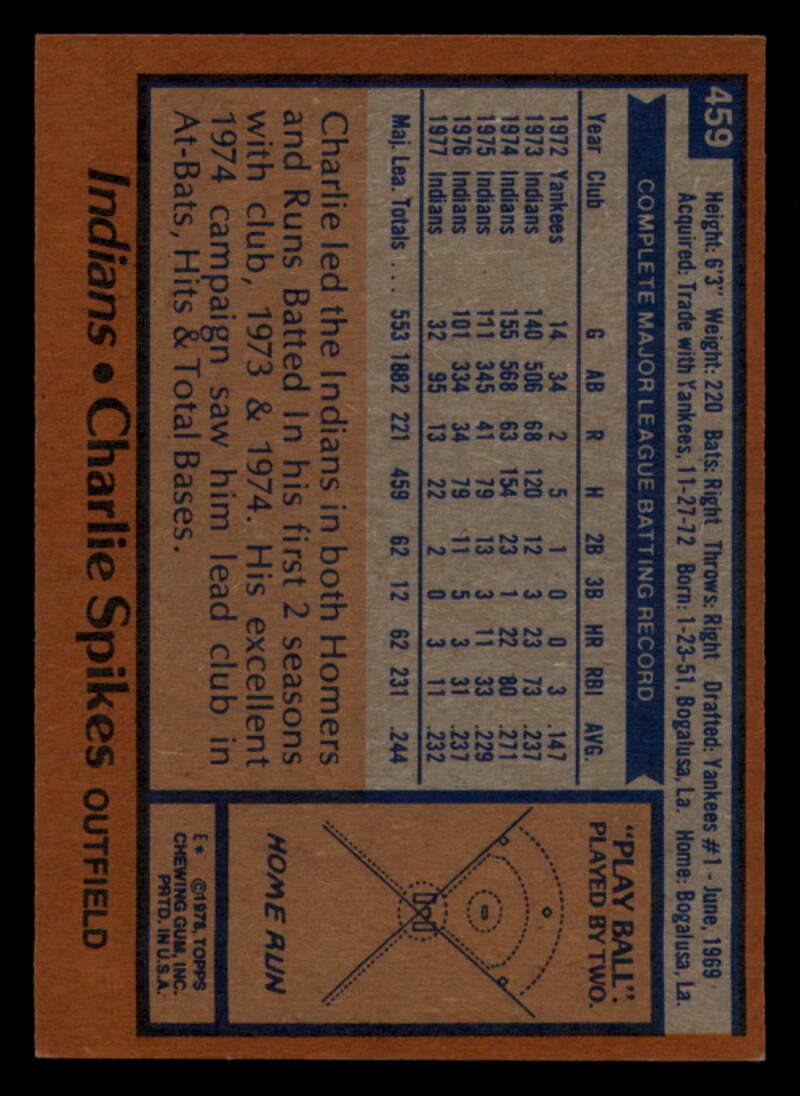 459
Height: 6'3" Weight: 220 Bats: Right Throws: Right Drafted: Yankees #1 - June, 1969
Acquired: Trade with Yankees, 11-27-72 Born: 1-23-51, Bogalusa, La. Home: Bogalusa, La.
COMPLETE MAJOR LEAGUE BATTING RECORD
Year Club G AB R H 2B 3B HR RBI AVG.
1972 Yankees 14 34 2 5 1 0 0 3 .147
1973 Indians 140 506 68 120 12 3 23 73 .237
1974 Indians 155 568 63 154 23 1 22 80 .271
1975 Indians 111 345 41 79 13 3 11 33 .229
1976 Indians 101 334 34 79 11 5 3 31 .237
1977 Indians 32 95 13 22 2 0 3 11 .232
Maj. Lea. Totals .... 553 1882 221 459 62 12 62 231 .244
Charlie led the Indians in both Homers
and Runs Batted In his first 2 seasons
with club, 1973 & 1974. His excellent
1974 campaign saw him lead club in
At-Bats, Hits & Total Bases.
"PLAY BALL".
PLAYED BY TWO.
HOME RUN
E* ©1978, TOPPS
CHEWING GUM, INC.
PRTD. IN U.S.A.
Indians • Charlie Spikes OUTFIELD